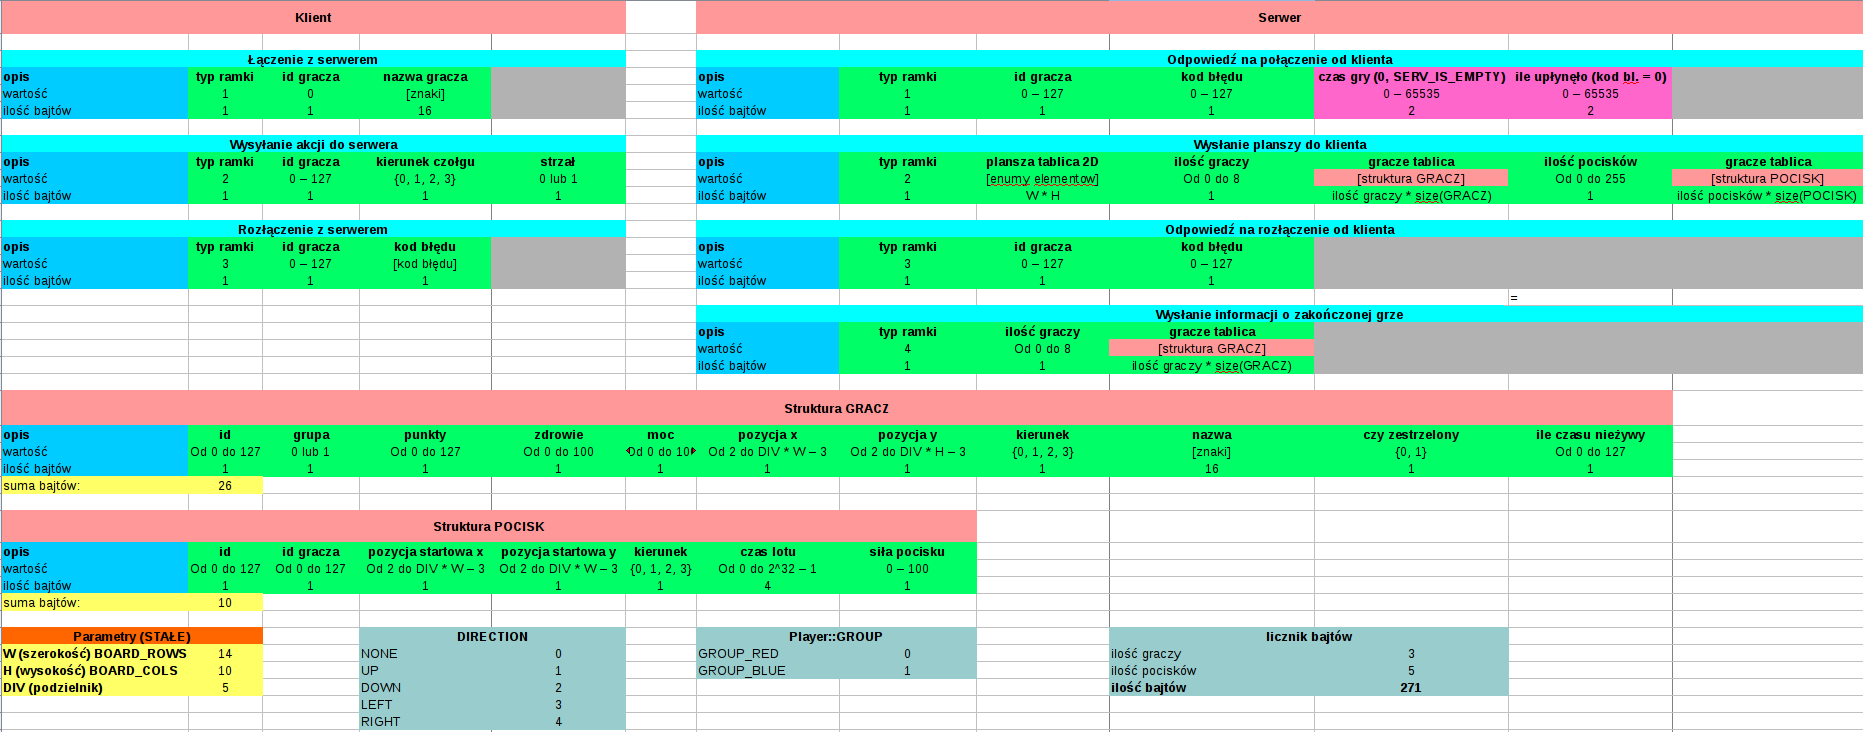 Klient Serwer
Łączenie z serwerem Odpowiedź na połączenie od klienta
opis typ ramki id gracza nazwa gracza opis typ ramki id gracza kod błędu czas gry (0, SERV_IS_EMPTY) ile upłynęło (kod bl. = 0)
wartość 1 0 [znaki] wartość 1 0 – 127 0 – 127 0 – 65535 0 – 65535
ilość bajtów 1 1 16 ilość bajtów 1 1 1 2 2
Wysyłanie akcji do serwera Wysłanie planszy do klienta
opis typ ramki id gracza kierunek czołgu strzał opis typ ramki plansza tablica 2D ilość graczy gracze tablica ilość pocisków gracze tablica
wartość 2 0 – 127 {0, 1, 2, 3} 0 lub 1 wartość 2 [enumy elementow] Od 0 do 8 [struktura GRACZ] Od 0 do 255 [struktura POCISK]
ilość bajtów 1 1 1 1 ilość bajtów 1 W * H 1 ilość graczy * size(GRACZ) 1 ilość pocisków * size(POCISK)
Rozłączenie z serwerem Odpowiedź na rozłączenie od klienta
opis typ ramki id gracza kod błędu opis typ ramki id gracza kod błędu
wartość 3 0 – 127 [kod błędu] wartość 3 0 – 127 0 – 127
ilość bajtów 1 1 1 ilość bajtów 1 1 1
=
Wysłanie informacji o zakończonej grze
opis typ ramki ilość graczy gracze tablica
wartość 4 Od 0 do 8 [struktura GRACZ]
ilość bajtów 1 1 ilość graczy * size(GRACZ)
Struktura GRACZ
opis id grupa punkty zdrowie moc pozycja x pozycja y kierunek nazwa czy zestrzelony ile czasu nieżywy
wartość Od 0 do 127 0 lub 1 Od 0 do 127 Od 0 do 100 0d 0 do 10 Od 2 do DIV * W – 3 Od 2 do DIV * H – 3 {0, 1, 2, 3} [znaki] {0, 1} Od 0 do 127
ilość bajtów 1 1 1 1 1 1 1 1 16 1 1
suma bajtów: 26
Struktura POCISK
opis id id gracza pozycja startowa x pozycja startowa y kierunek czas lotu siła pocisku
wartość Od 0 do 127 Od 0 do 127 Od 2 do DIV * W – 3 Od 2 do DIV * W – 3 {0, 1, 2, 3} Od 0 do 2^32 – 1 0 – 100
ilość bajtów 1 1 1 1 1 4 1
suma bajtów: 10
Parametry (STAŁE) DIRECTION Player::GROUP licznik bajtów
W (szerokość) BOARD_ROWS 14 NONE 0 GROUP_RED 0 ilość graczy 3
H (wysokość) BOARD_COLS 10 UP 1 GROUP_BLUE 1 ilość pocisków 5
DIV (podzielnik) 5 DOWN 2 ilość bajtów 271
LEFT 3
RIGHT 4